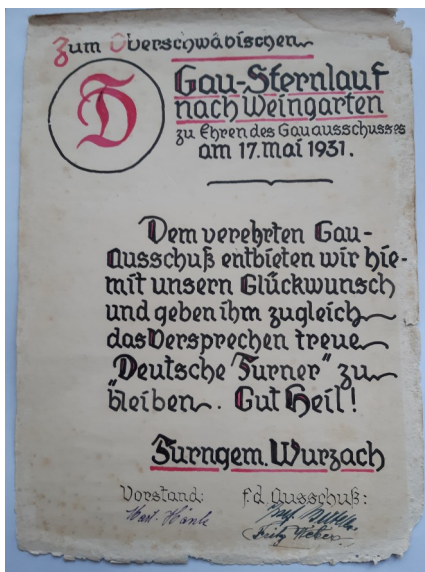 Zum Oberschwäbischen
D
Gau-Sternlauf
nach Weingarten
zu Ehren des Gauausschusses
am 17. Mai 1931.
Dem verehrten Gau-
Ausschuß entbieten wir hie-
mit unsern Glückwunsch
und geben ihm zugleich
das Versprechen treue
„Deutsche Turner" zu
bleiben. Gut Heil!
Turngem. Wurzach
Vorstand: f.d. Ausschuß:
Fritz Weber